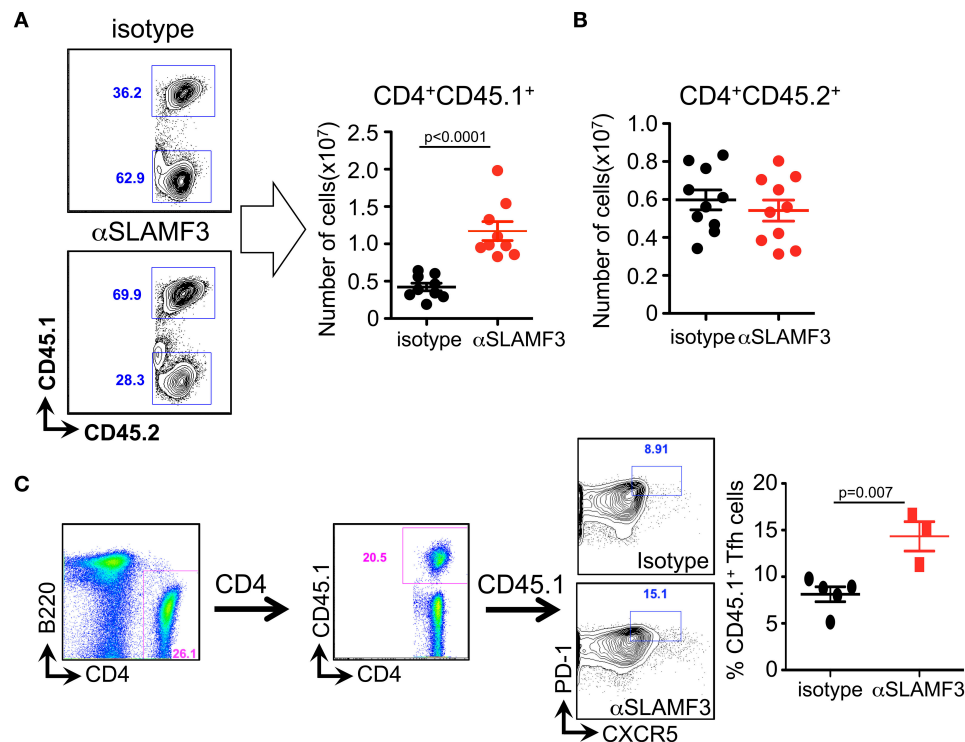 A
isotype
36.2
62.9
αSLAMF3
69.9
28.3
CD45.1
CD45.2
CD4+CD45.1+
Number of cells(x10⁷)
2.5
2.0
1.5
1.0
0.5
0
p<0.0001
isotype αSLAMF3
B
CD4+CD45.2+
Number of cells(x10⁷)
1.0
0.8
0.6
0.4
0.2
0
isotype αSLAMF3
C
B220
CD4
26.1
CD4
CD45.1
CD4
20.5
CD45.1
8.91
Isotype
15.1
αSLAMF3
PD-1
CXCR5
% CD45.1+ Tfh cells
20
15
10
5
0
p=0.007
isotype αSLAMF3